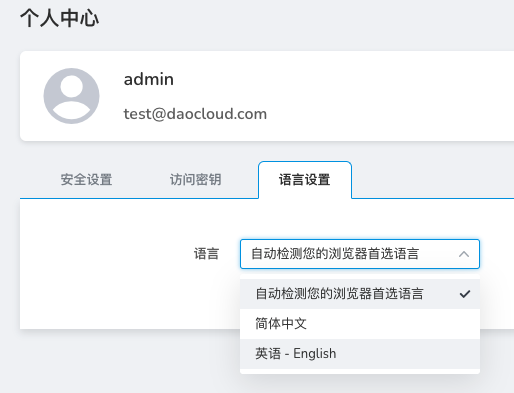 个人中心
admin
test@daocloud.com
安全设置 访问密钥 语言设置
语言 自动检测您的浏览器首选语言
自动检测您的浏览器首选语言
简体中文
英语 - English